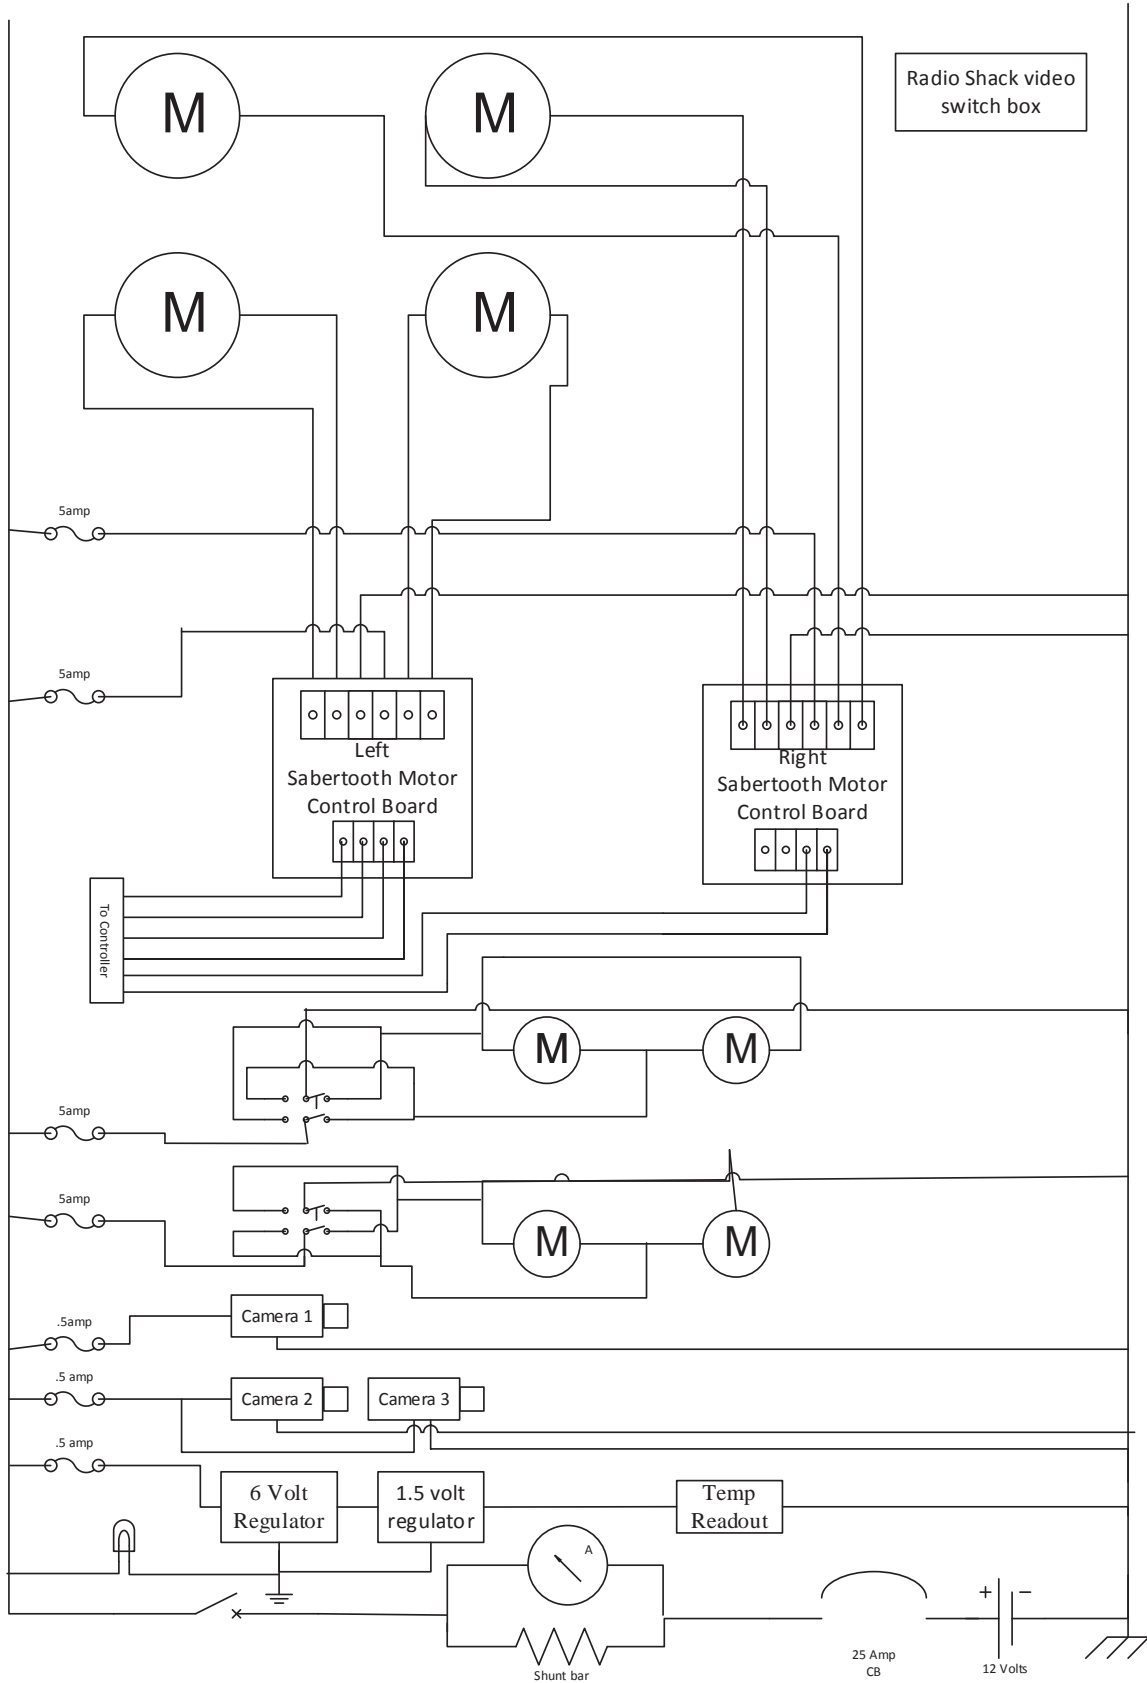 M
M
Radio Shack video
switch box
M
M
5amp
5amp
Left
Sabertooth Motor
Control Board
Right
Sabertooth Motor
Control Board
To Controller
M
M
5amp
5amp
M
M
.5amp
Camera 1
.5 amp
Camera 2
Camera 3
.5 amp
6 Volt
Regulator
1.5 volt
regulator
Temp
Readout
A
+
−
Shunt bar
25 Amp
CB
12 Volts